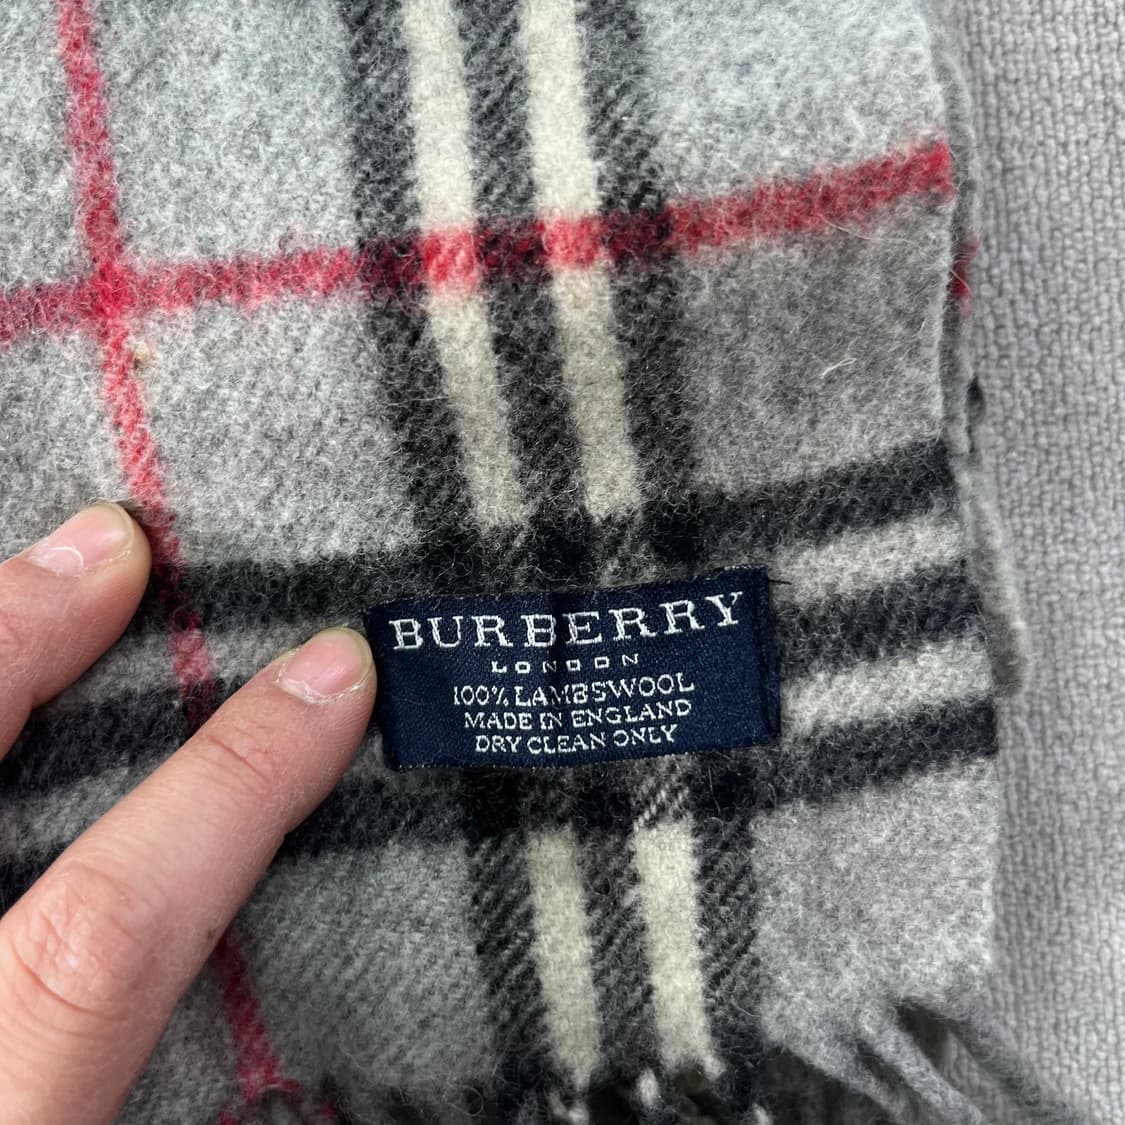 BURBERRY
LONDON
100% LAMBSWOOL
MADE IN ENGLAND
DRY CLEAN ONLY